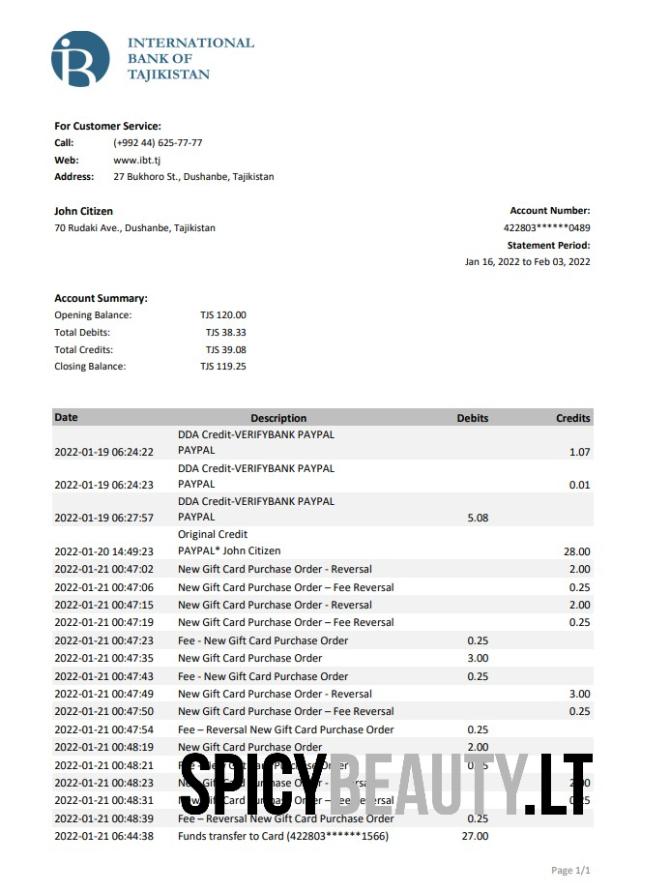 INTERNATIONAL
BANK OF
TAJIKISTAN
For Customer Service:
Call: (+992 44) 625-77-77
Web: www.ibt.tj
Address: 27 Bukhoro St., Dushanbe, Tajikistan
John Citizen Account Number:
70 Rudaki Ave., Dushanbe, Tajikistan 422803******0489
Statement Period:
Jan 16, 2022 to Feb 03, 2022
Account Summary:
Opening Balance: TJS 120.00
Total Debits: TJS 38.33
Total Credits: TJS 39.08
Closing Balance: TJS 119.25
Date Description Debits Credits
DDA Credit-VERIFYBANK PAYPAL
2022-01-19 06:24:22 PAYPAL 1.07
DDA Credit-VERIFYBANK PAYPAL
2022-01-19 06:24:23 PAYPAL 0.01
DDA Credit-VERIFYBANK PAYPAL
2022-01-19 06:27:57 PAYPAL 5.08
Original Credit
2022-01-20 14:49:23 PAYPAL* John Citizen 28.00
2022-01-21 00:47:02 New Gift Card Purchase Order - Reversal 2.00
2022-01-21 00:47:06 New Gift Card Purchase Order – Fee Reversal 0.25
2022-01-21 00:47:15 New Gift Card Purchase Order - Reversal 2.00
2022-01-21 00:47:19 New Gift Card Purchase Order – Fee Reversal 0.25
2022-01-21 00:47:23 Fee - New Gift Card Purchase Order 0.25
2022-01-21 00:47:35 New Gift Card Purchase Order 3.00
2022-01-21 00:47:43 Fee - New Gift Card Purchase Order 0.25
2022-01-21 00:47:49 New Gift Card Purchase Order - Reversal 3.00
2022-01-21 00:47:50 New Gift Card Purchase Order – Fee Reversal 0.25
2022-01-21 00:47:54 Fee – Reversal New Gift Card Purchase Order 0.25
2022-01-21 00:48:19 New Gift Card Purchase Order 2.00
2022-01-21 00:48:21
2022-01-21 00:48:23
2022-01-21 00:48:31
SPICYBEAUTY.LT
2022-01-21 00:48:39 Fee – Reversal New Gift Card Purchase Order 0.25
2022-01-21 06:44:38 Funds transfer to Card (422803******1566) 27.00
Page 1/1